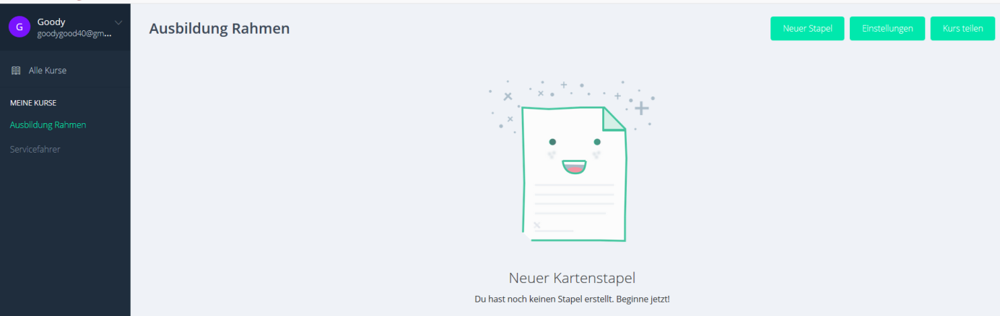 G
Goody
goodygood40@gm...
Alle Kurse
MEINE KURSE
Ausbildung Rahmen
Servicefahrer
Ausbildung Rahmen
Neuer Stapel
Einstellungen
Kurs teilen
Neuer Kartenstapel
Du hast noch keinen Stapel erstellt. Beginne jetzt!